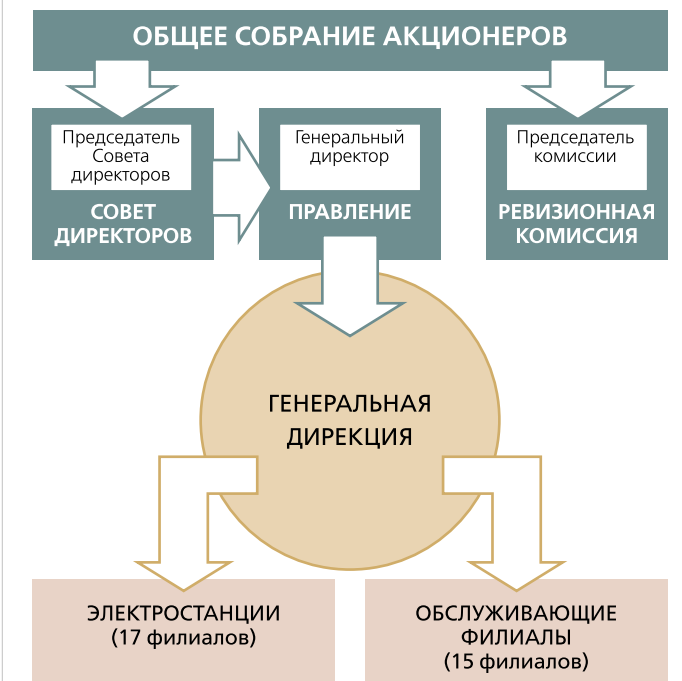 ОБЩЕЕ СОБРАНИЕ АКЦИОНЕРОВ
Председатель
Совета
директоров
СОВЕТ
ДИРЕКТОРОВ
Генеральный
директор
ПРАВЛЕНИЕ
Председатель
комиссии
РЕВИЗИОННАЯ
КОМИССИЯ
ГЕНЕРАЛЬНАЯ
ДИРЕКЦИЯ
ЭЛЕКТРОСТАНЦИИ
(17 филиалов)
ОБСЛУЖИВАЮЩИЕ
ФИЛИАЛЫ
(15 филиалов)